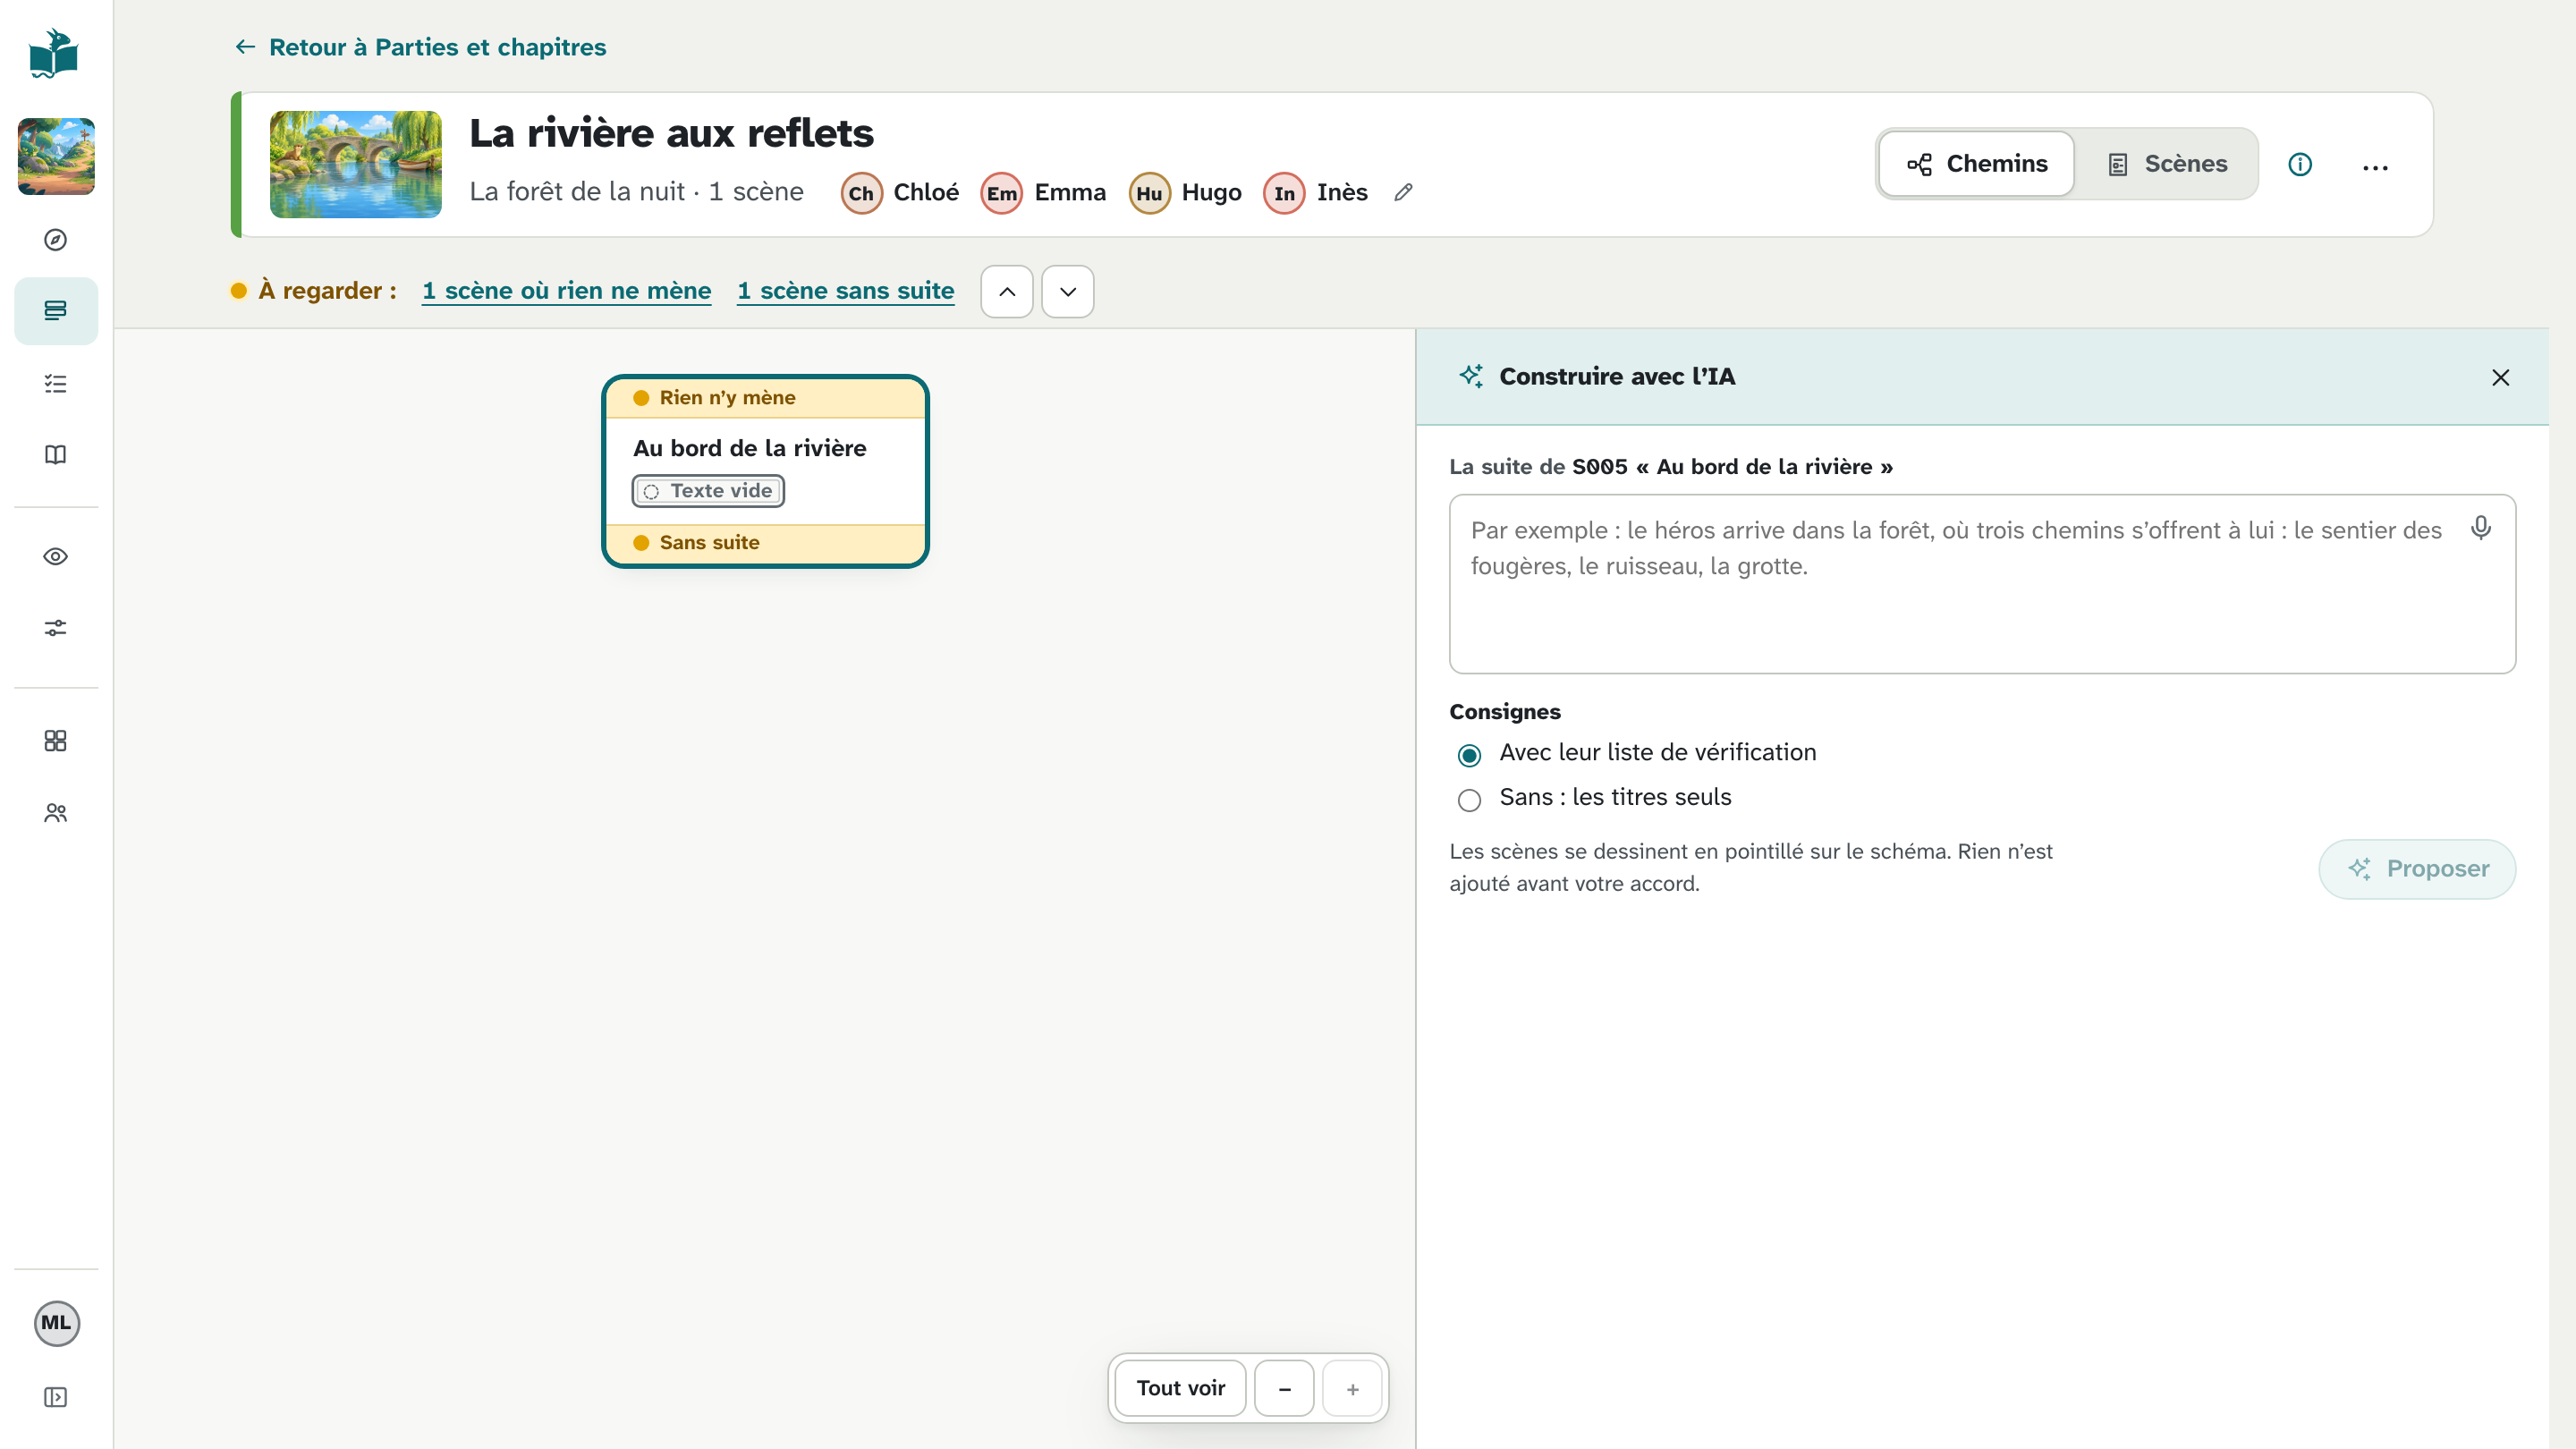 Retour à Parties et chapitres
La rivière aux reflets
La forêt de la nuit · 1 scène
Ch Chloé Em Emma Hu Hugo In Inès
Chemins
Scènes
À regarder : 1 scène où rien ne mène 1 scène sans suite
Rien n’y mène
Au bord de la rivière
Texte vide
Sans suite
Construire avec l’IA
La suite de S005 « Au bord de la rivière »
Par exemple : le héros arrive dans la forêt, où trois chemins s’offrent à lui : le sentier des
fougères, le ruisseau, la grotte.
Consignes
Avec leur liste de vérification
Sans : les titres seuls
Les scènes se dessinent en pointillé sur le schéma. Rien n’est
ajouté avant votre accord.
Proposer
ML
Tout voir − +